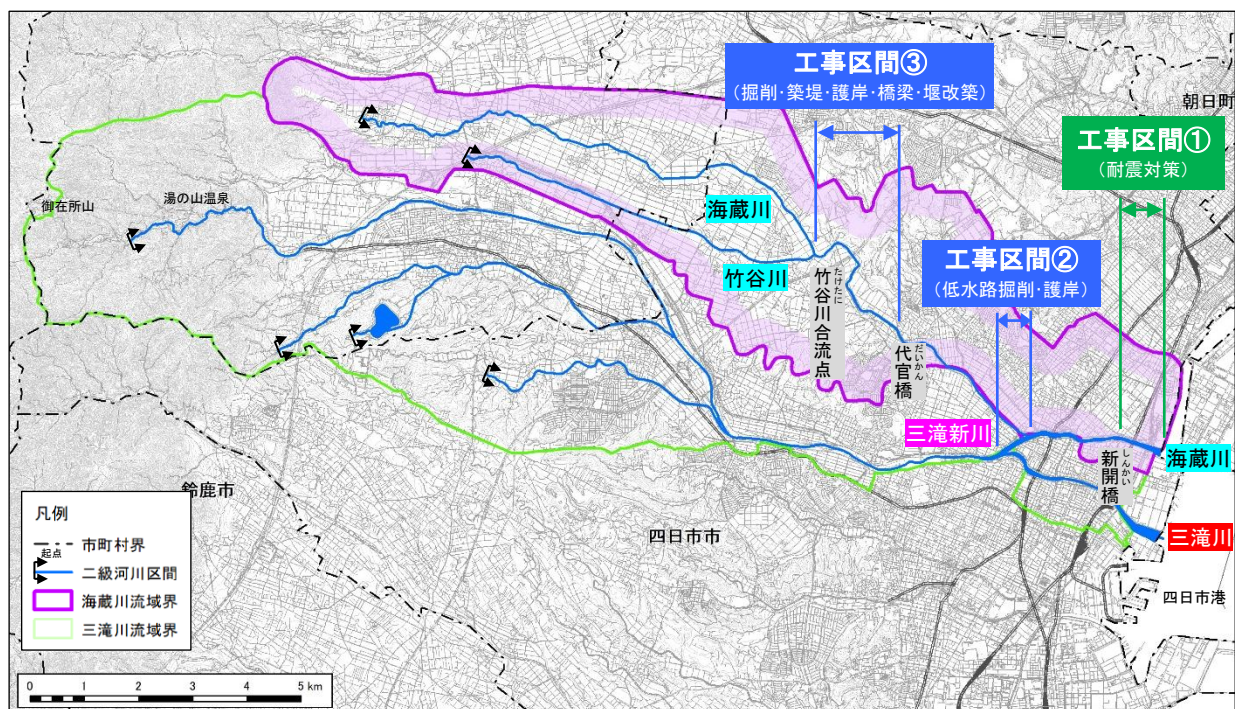 工事区間③
(掘削・築堤・護岸・橋梁・堰改築)
朝日町
工事区間①
(耐震対策)
御在所山
湯の山温泉
海蔵川
竹谷川
工事区間②
(低水路掘削・護岸)
たけたに
竹谷川合流点
だいかん
代官橋
三滝新川
しんかい
新開橋
海蔵川
三滝川
鈴鹿市
四日市市
四日市港
凡例
市町村界
起点
二級河川区間
海蔵川流域界
三滝川流域界
0 1 2 3 4 5 km